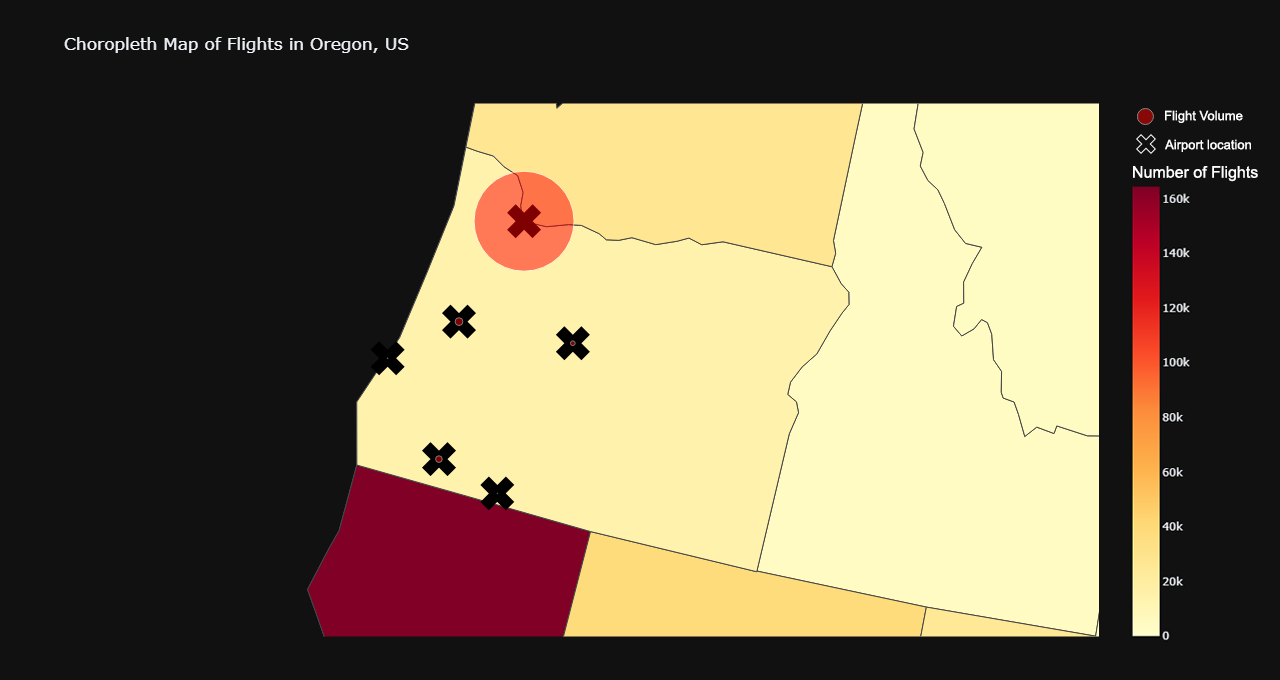 Choropleth Map of Flights in Oregon, US
Flight Volume
Airport location
Number of Flights
160k
140k
120k
100k
80k
60k
40k
20k
0